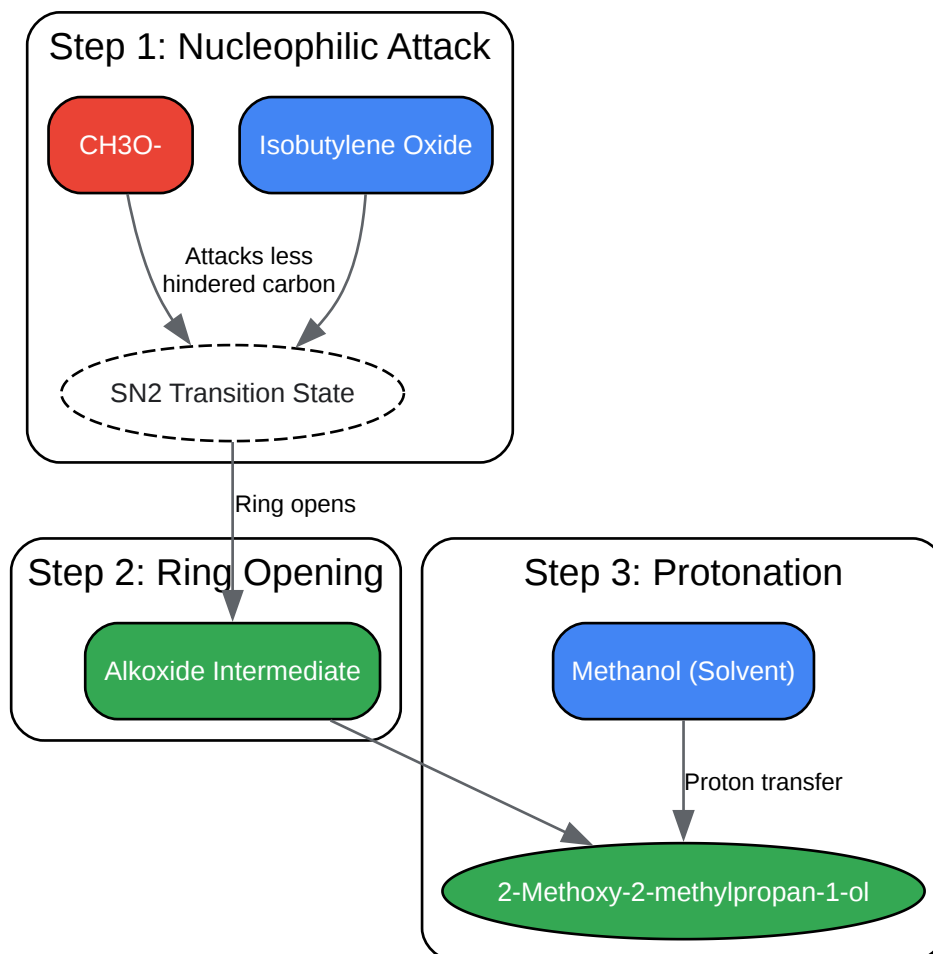 Step 1: Nucleophilic Attack
CH3O-
Isobutylene Oxide
Attacks less
hindered carbon
SN2 Transition State
Ring opens
Step 2: Ring Opening
Alkoxide Intermediate
Step 3: Protonation
Methanol (Solvent)
Proton transfer
2-Methoxy-2-methylpropan-1-ol